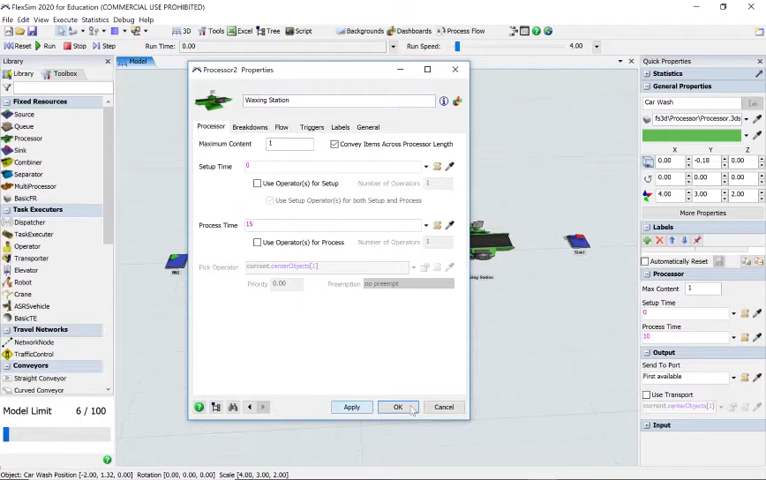 FlexSim 2020 for Education (COMMERCIAL USE PROHIBITED)
File Edit View Build Execute Statistics Debug Help
3D Tools Excel Tree Script Backgrounds Dashboards Process Flow
Reset Run Stop Step Run Time: 0.00 Run Speed: 4.00
Library
Library Toolbox
Fixed Resources
Source
Queue
Processor
Sink
Combiner
Separator
MultiProcessor
BasicFR
Task Executers
Dispatcher
TaskExecuter
Operator
Transporter
Elevator
Robot
Crane
ASRSvehicle
BasicTE
Travel Networks
NetworkNode
TrafficControl
Conveyors
Straight Conveyor
Curved Conveyor
Model Limit 6 / 100
Model
Processor2 Properties
Waxing Station
Processor Breakdowns Flow Triggers Labels General
Maximum Content 1 Convey Items Across Processor Length
Setup Time 0
Use Operator(s) for Setup Number of Operators 1
Use Setup Operator(s) for both Setup and Process
Process Time 15
Use Operator(s) for Process Number of Operators 1
Pick Operator current.centerObjects[1]
Priority 0.00 Preemption no preempt
Apply OK Cancel
Quick Properties
Statistics
General Properties
Car Wash
fs3d\Processor\Processor.3ds
X Y Z
0.00 -0.18 0.00
0.00 0.00 0.00
4.00 3.00 2.00
More Properties
Labels
Automatically Reset
Processor
Max Content 1
Setup Time
0
Process Time
10
Output
Send To Port
First available
Use Transport
current.centerObjects[1]
Input
Object: Car Wash Position [-2.00, 1.32, 0.00] Rotation [0.00, 0.00, 0.00] Scale [4.00, 3.00, 2.00]